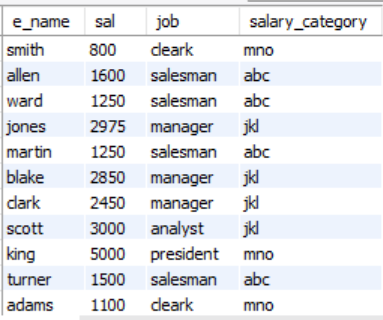 e_name sal job salary_category
smith 800 cleark mno
allen 1600 salesman abc
ward 1250 salesman abc
jones 2975 manager jkl
martin 1250 salesman abc
blake 2850 manager jkl
clark 2450 manager jkl
scott 3000 analyst jkl
king 5000 president mno
turner 1500 salesman abc
adams 1100 cleark mno